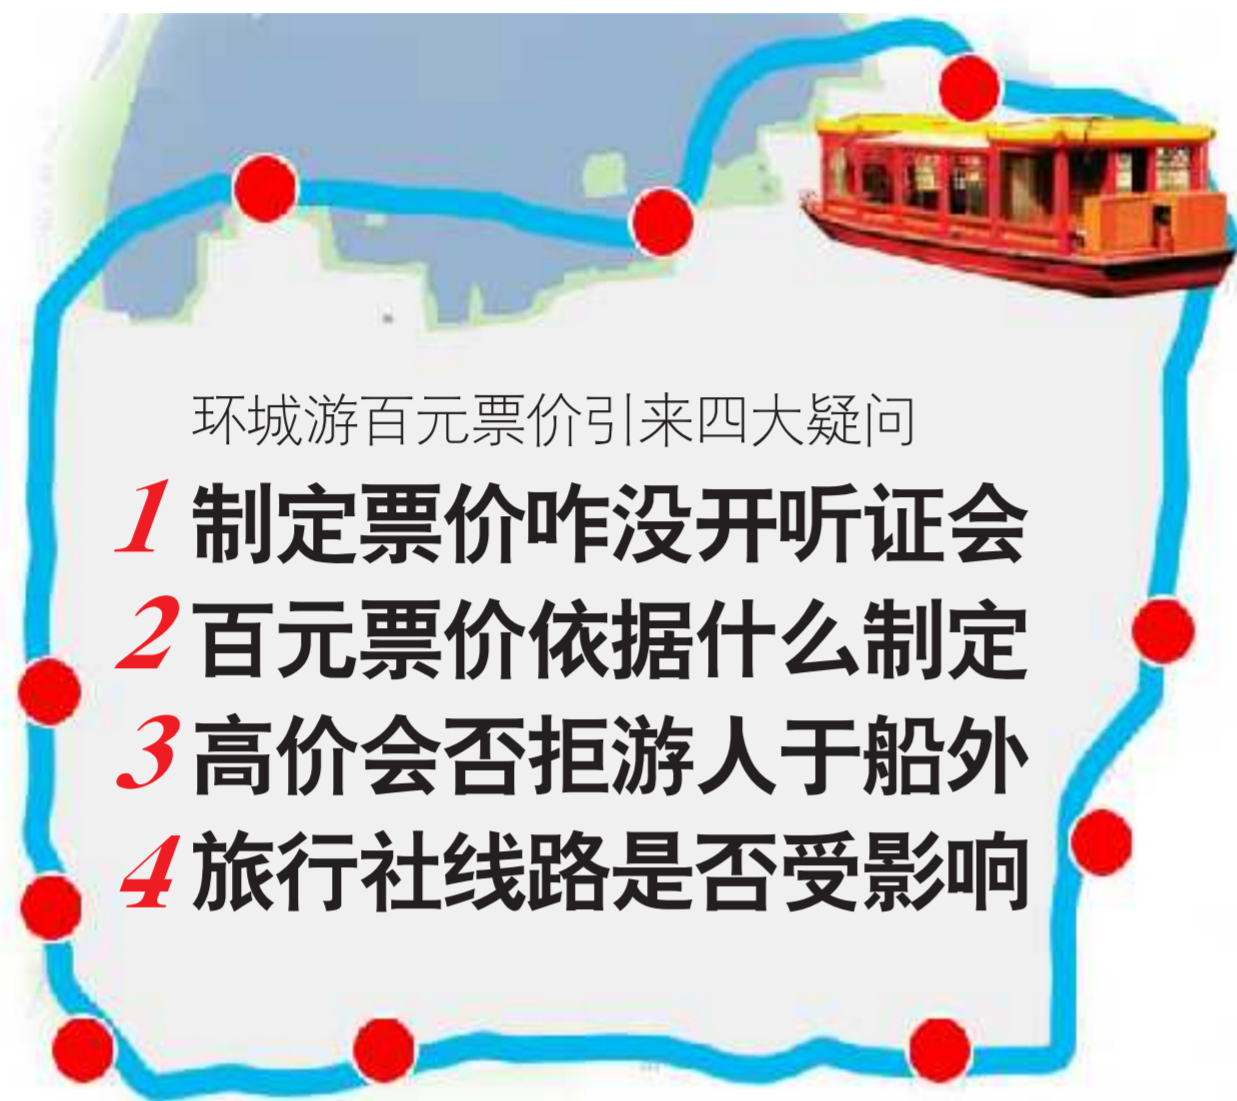 环城游百元票价引来四大疑问
1 制定票价咋没开听证会
2 百元票价依据什么制定
3 高价会否拒游人于船外
4 旅行社线路是否受影响